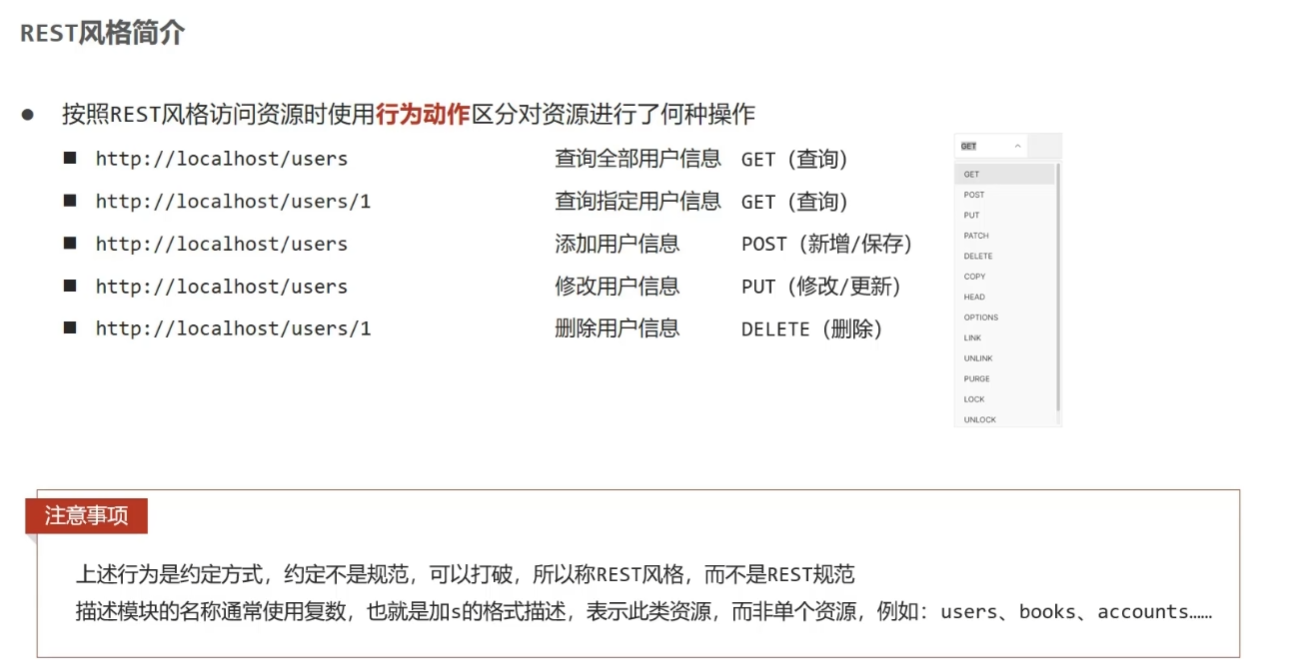 REST风格简介
按照REST风格访问资源时使用行为动作区分对资源进行了何种操作
http://localhost/users 查询全部用户信息 GET（查询）
http://localhost/users/1 查询指定用户信息 GET（查询）
http://localhost/users 添加用户信息 POST（新增/保存）
http://localhost/users 修改用户信息 PUT（修改/更新）
http://localhost/users/1 删除用户信息 DELETE（删除）
GET
GET
POST
PUT
PATCH
DELETE
COPY
HEAD
OPTIONS
LINK
UNLINK
PURGE
LOCK
UNLOCK
注意事项
上述行为是约定方式，约定不是规范，可以打破，所以称REST风格，而不是REST规范
描述模块的名称通常使用复数，也就是加s的格式描述，表示此类资源，而非单个资源，例如：users、books、accounts……